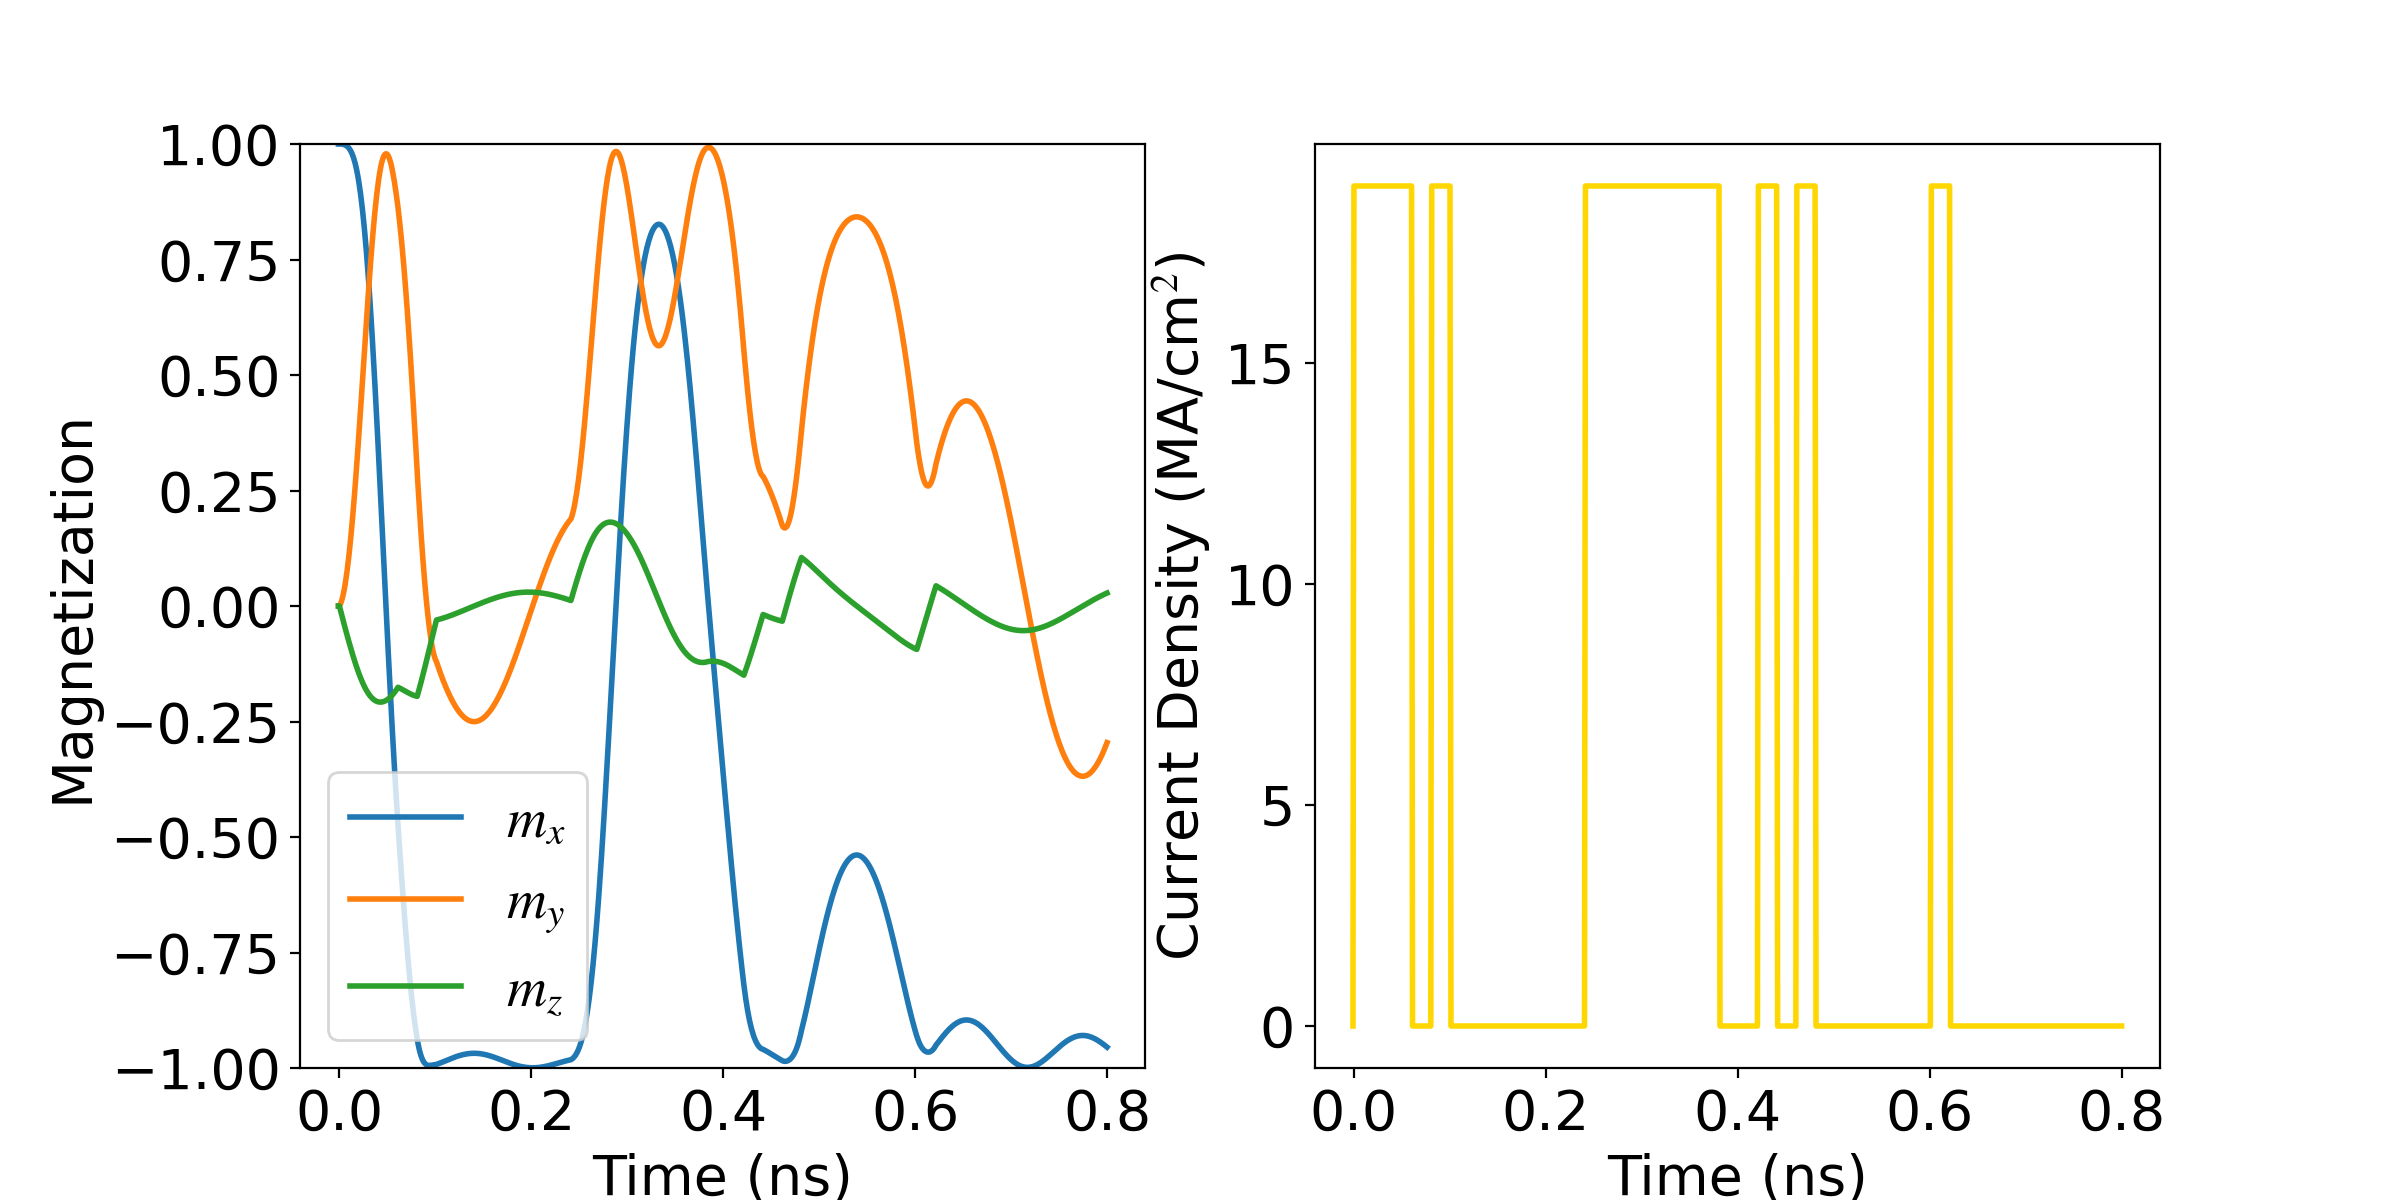 Magnetization
1.00
0.75
0.50
0.25
0.00
−0.25
−0.50
−0.75
−1.00
0.0 0.2 0.4 0.6 0.8
Time (ns)
m_x
m_y
m_z
Current Density (MA/cm²)
15
10
5
0
0.0 0.2 0.4 0.6 0.8
Time (ns)